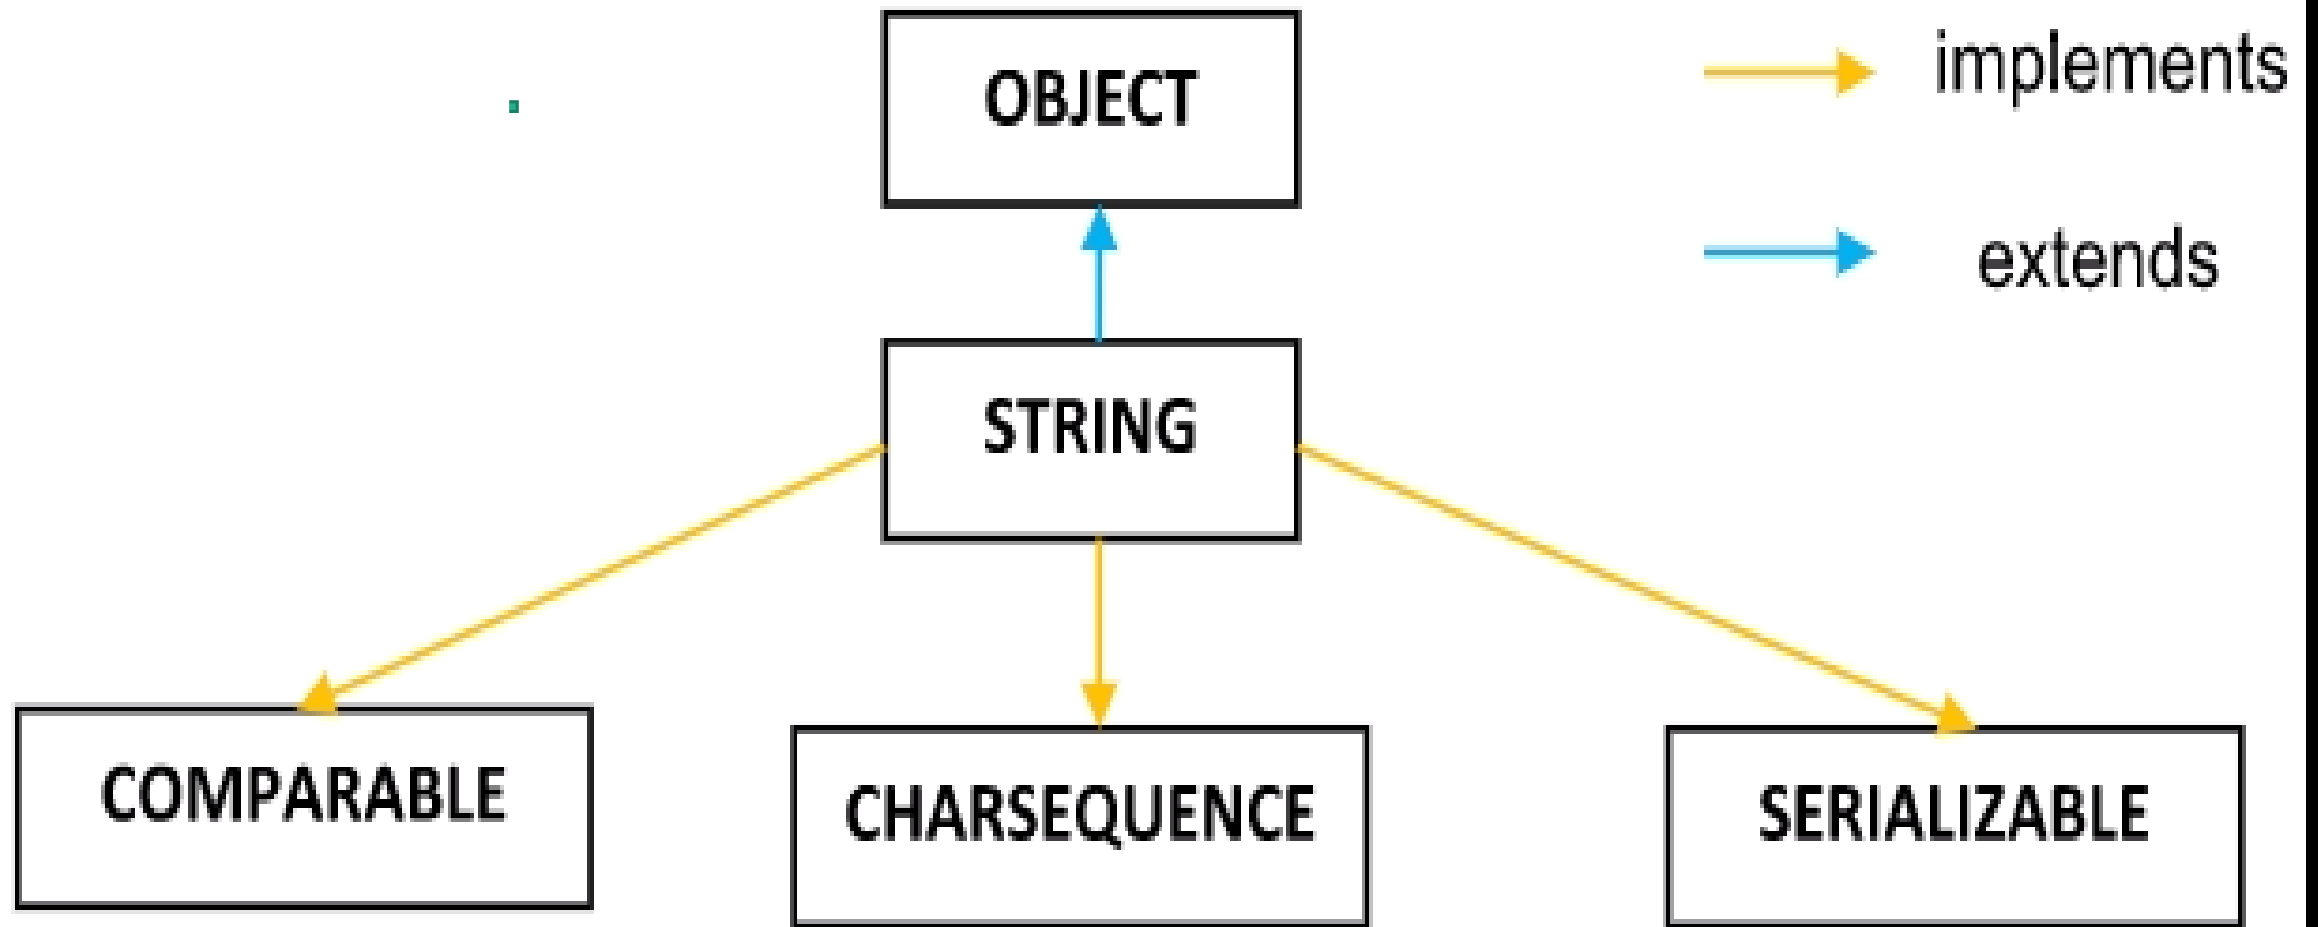 OBJECT
implements
extends
STRING
COMPARABLE
CHARSEQUENCE
SERIALIZABLE